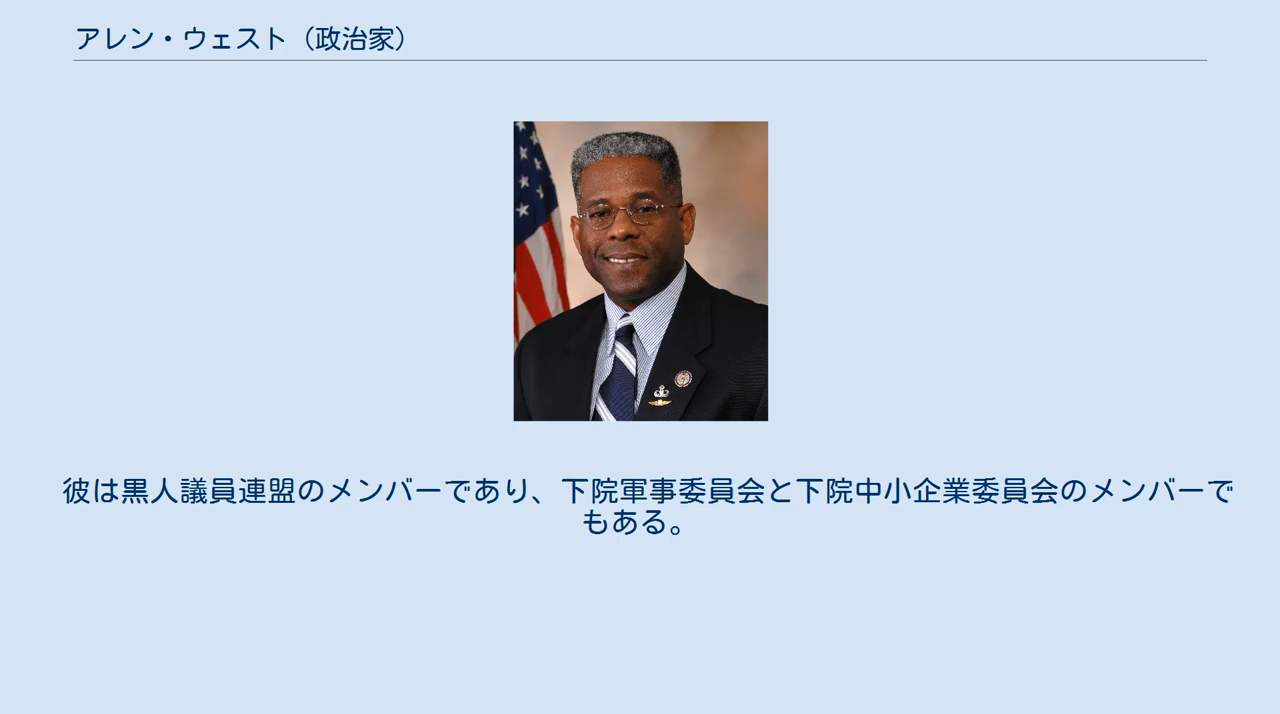 アレン・ウェスト（政治家）
彼は黒人議員連盟のメンバーであり、下院軍事委員会と下院中小企業委員会のメンバーで
もある。